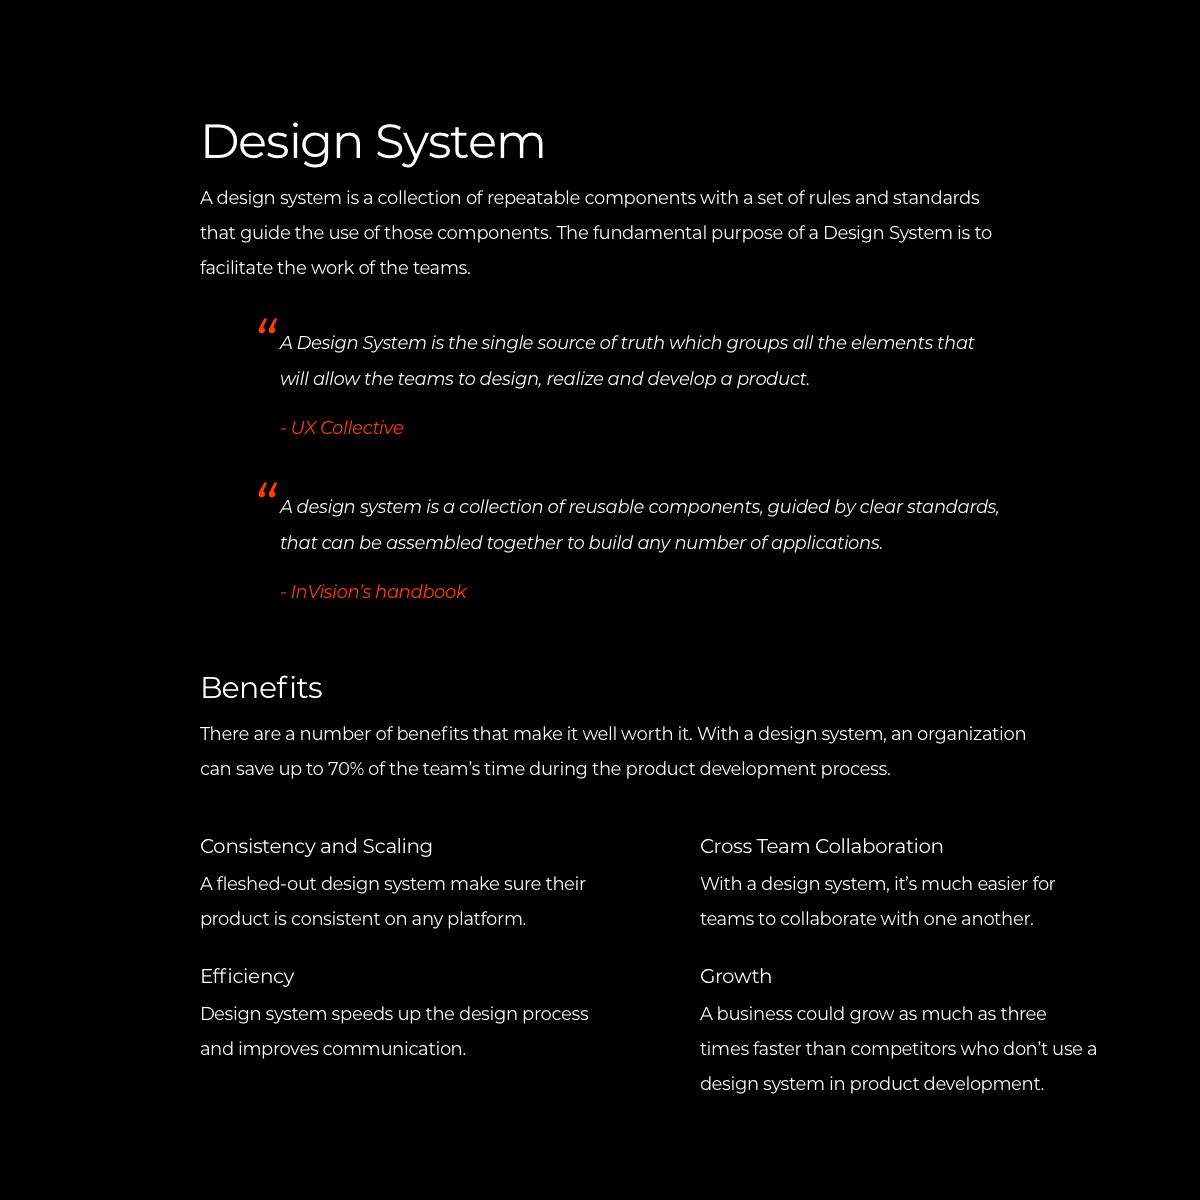 Design System
A design system is a collection of repeatable components with a set of rules and standards
that guide the use of those components. The fundamental purpose of a Design System is to
facilitate the work of the teams.
“
A Design System is the single source of truth which groups all the elements that
will allow the teams to design, realize and develop a product.
- UX Collective
“
A design system is a collection of reusable components, guided by clear standards,
that can be assembled together to build any number of applications.
- InVision’s handbook
Benefits
There are a number of benefits that make it well worth it. With a design system, an organization
can save up to 70% of the team’s time during the product development process.
Consistency and Scaling
A fleshed-out design system make sure their
product is consistent on any platform.
Cross Team Collaboration
With a design system, it’s much easier for
teams to collaborate with one another.
Efficiency
Design system speeds up the design process
and improves communication.
Growth
A business could grow as much as three
times faster than competitors who don’t use a
design system in product development.